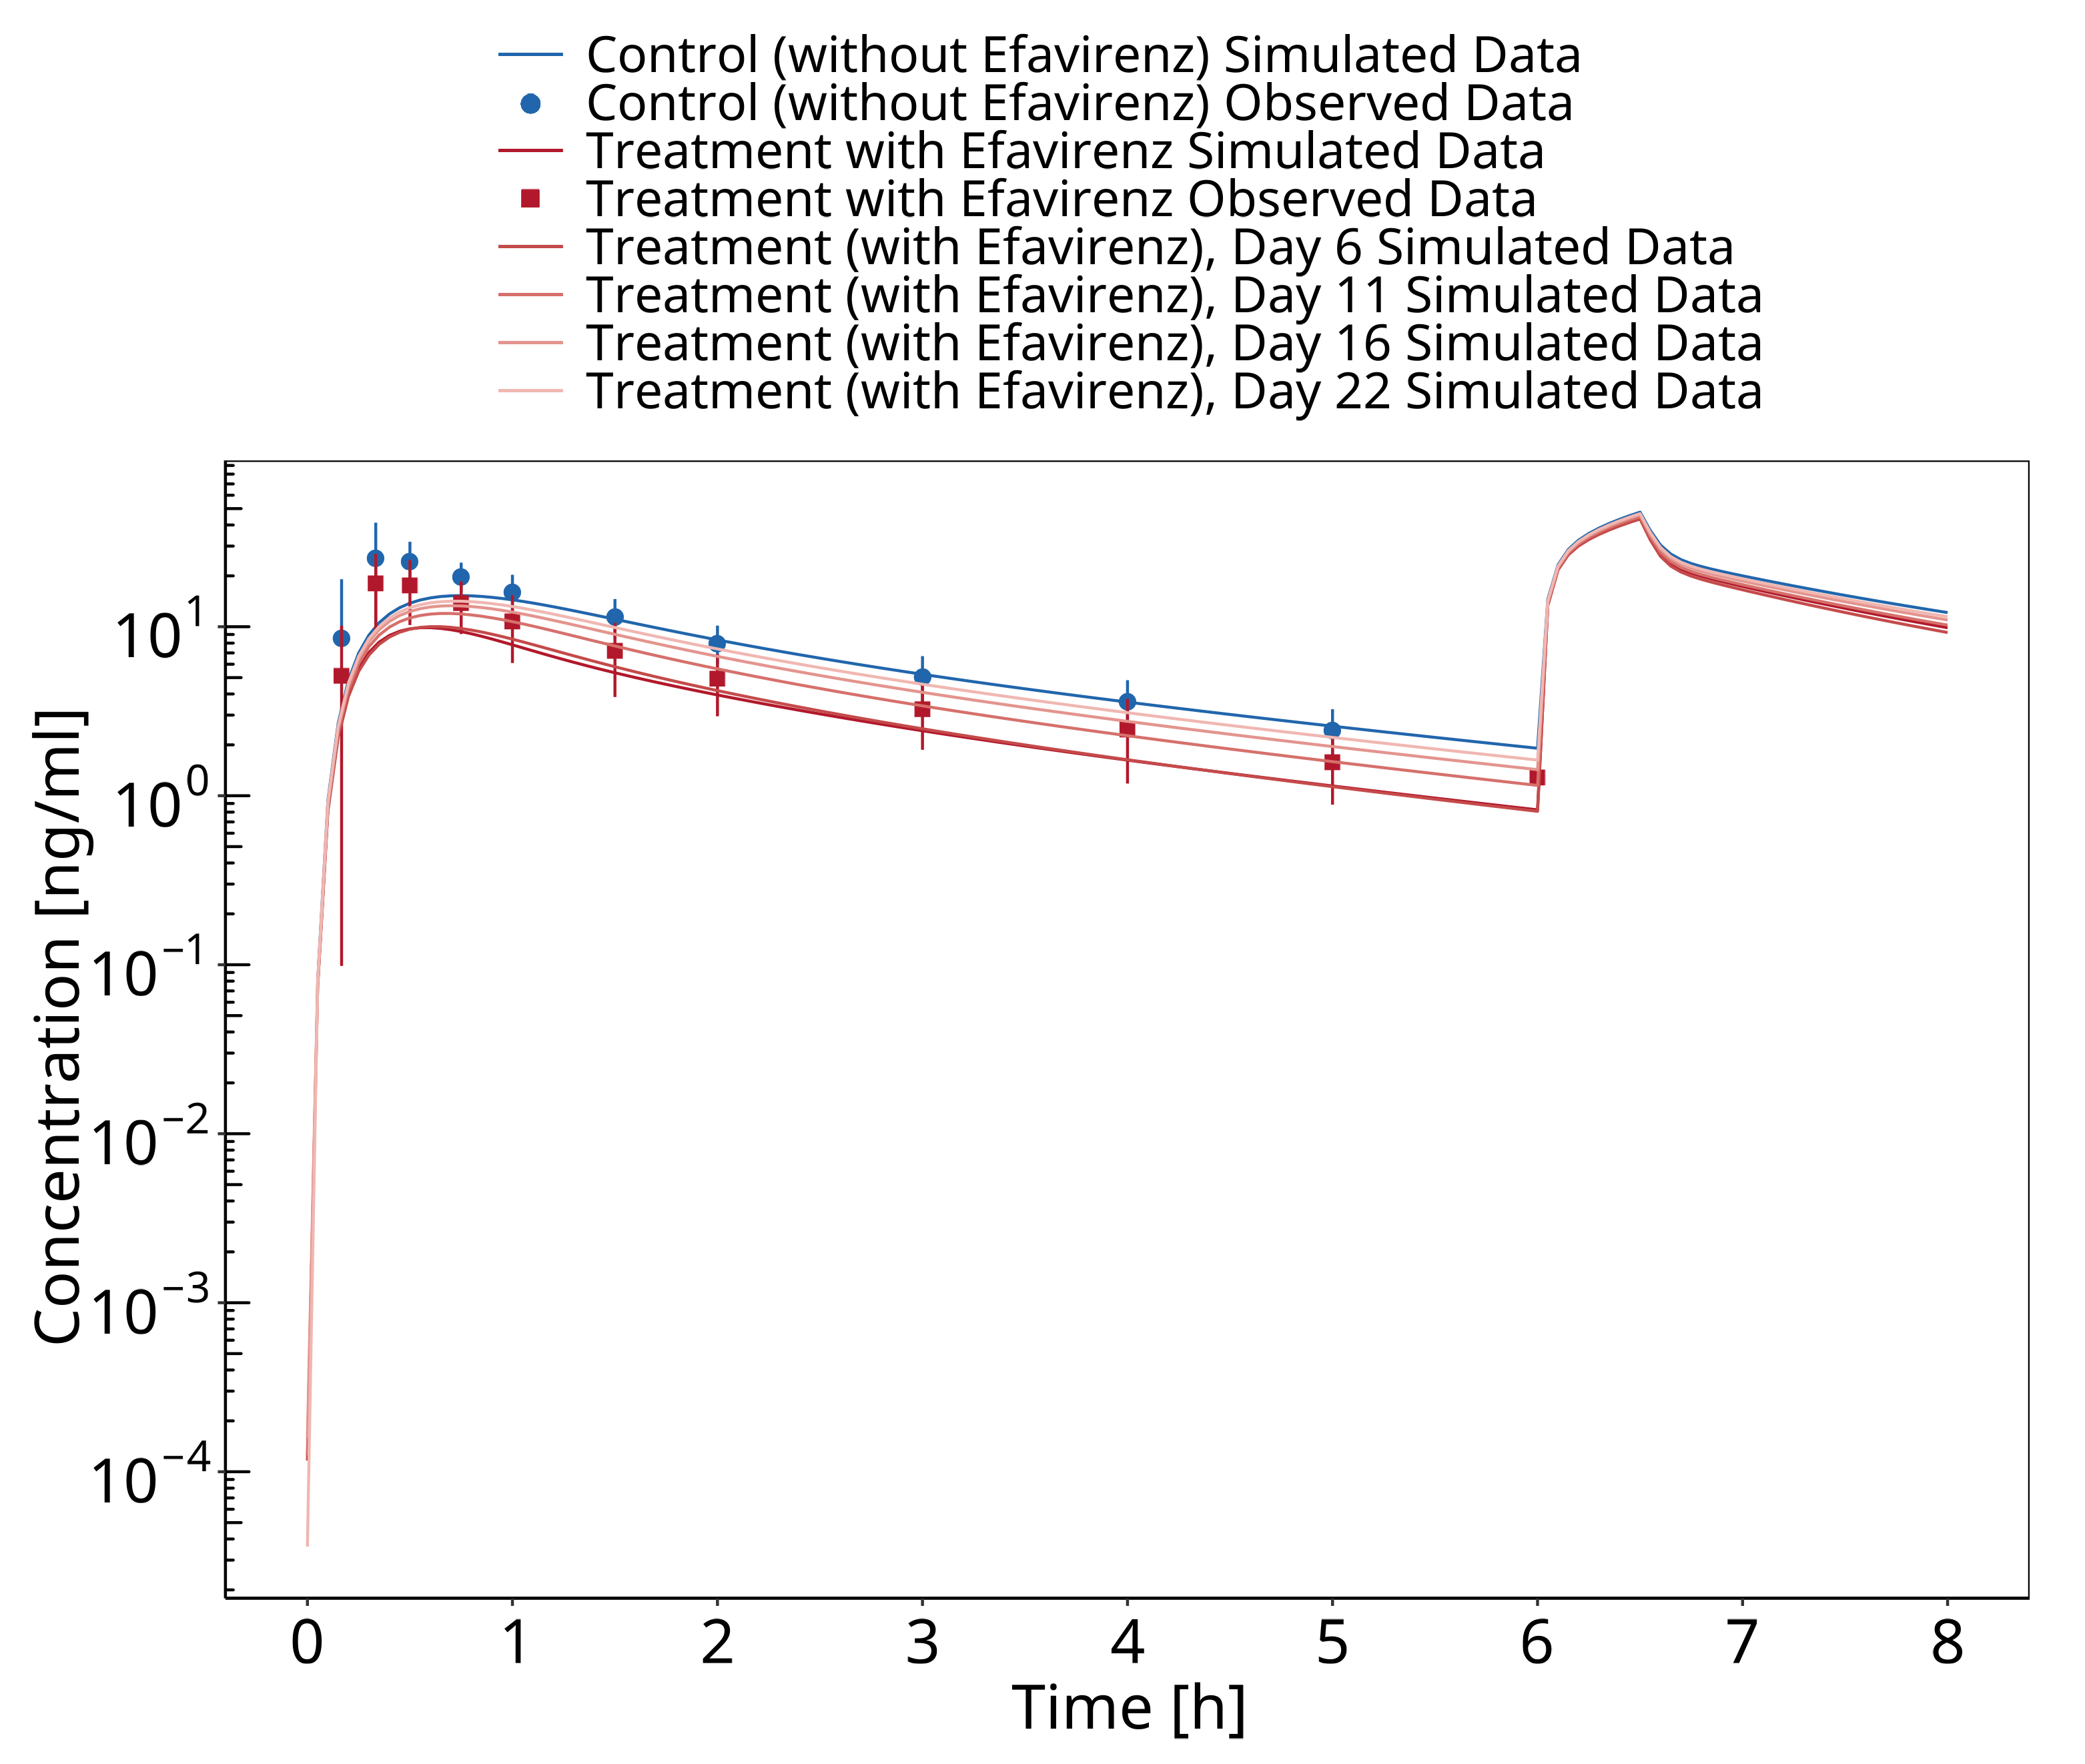 Control (without Efavirenz) Simulated Data
Control (without Efavirenz) Observed Data
Treatment with Efavirenz Simulated Data
Treatment with Efavirenz Observed Data
Treatment (with Efavirenz), Day 6 Simulated Data
Treatment (with Efavirenz), Day 11 Simulated Data
Treatment (with Efavirenz), Day 16 Simulated Data
Treatment (with Efavirenz), Day 22 Simulated Data
Concentration [ng/ml]
10¹
10⁰
10⁻¹
10⁻²
10⁻³
10⁻⁴
0 1 2 3 4 5 6 7 8
Time [h]